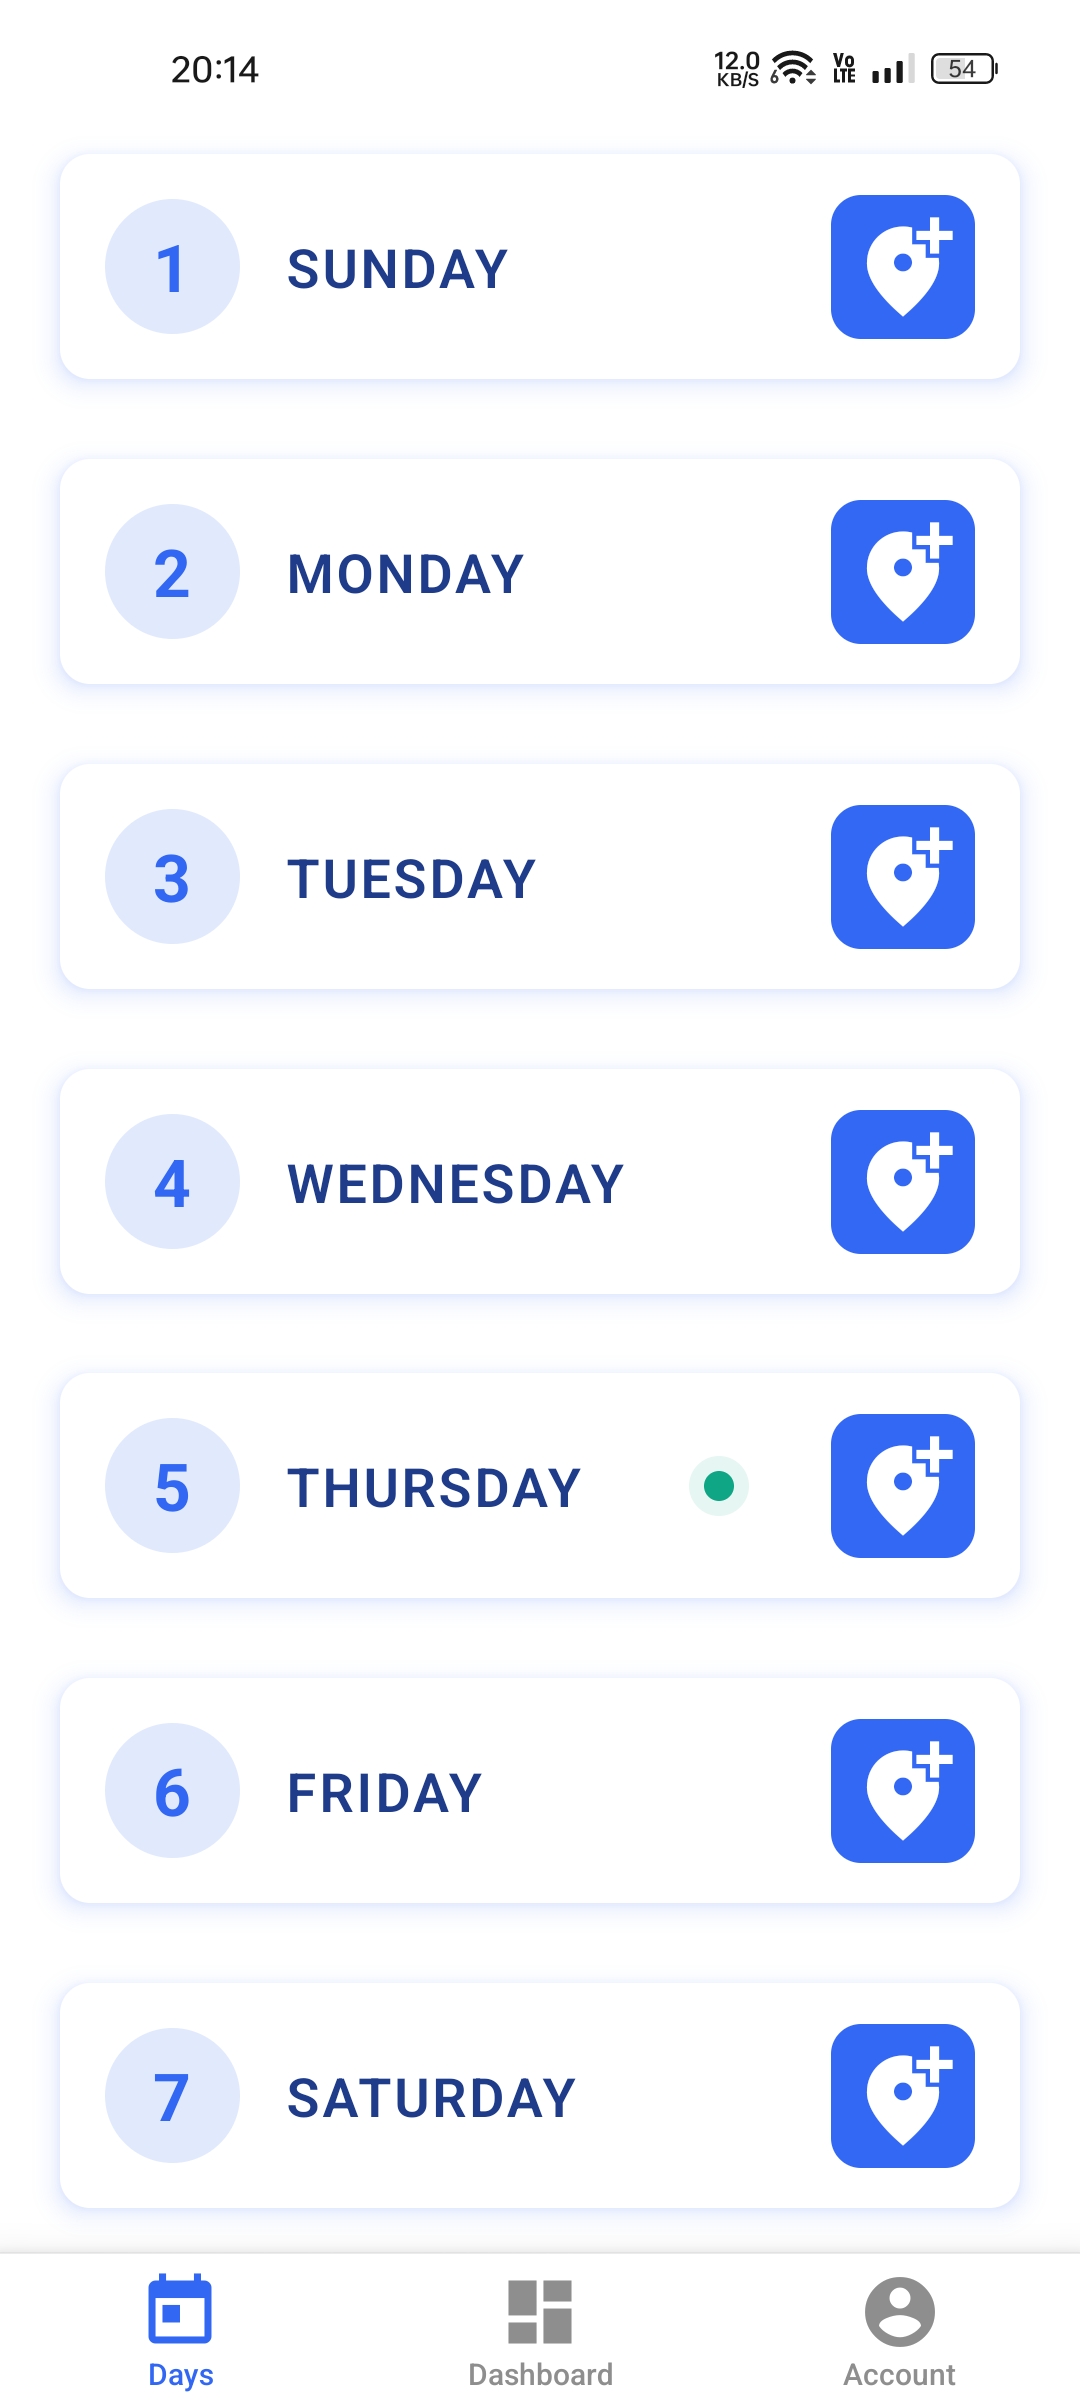 20:14
12.0
KB/S
6
Vo
LTE
54
1 SUNDAY
2 MONDAY
3 TUESDAY
4 WEDNESDAY
5 THURSDAY
6 FRIDAY
7 SATURDAY
Days Dashboard Account